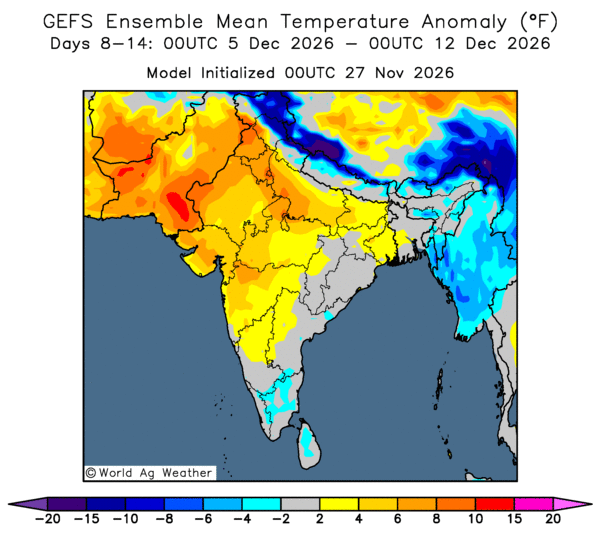 GEFS Ensemble Mean Temperature Anomaly (°F)
Days 8–14: 00UTC 5 Dec 2026 – 00UTC 12 Dec 2026
Model Initialized 00UTC 27 Nov 2026
© World Ag Weather
−20 −15 −10 −8 −6 −4 −2 2 4 6 8 10 15 20